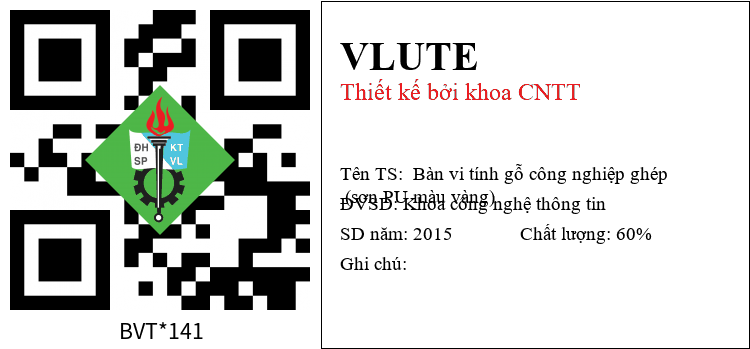 ĐH
SP
KT
VL
BVT*141
VLUTE
Thiết kế bởi khoa CNTT
Tên TS: Bàn vi tính gỗ công nghiệp ghép
(sơn PU màu vàng)
ĐVSD: Khoa công nghệ thông tin
SD năm: 2015 Chất lượng: 60%
Ghi chú: